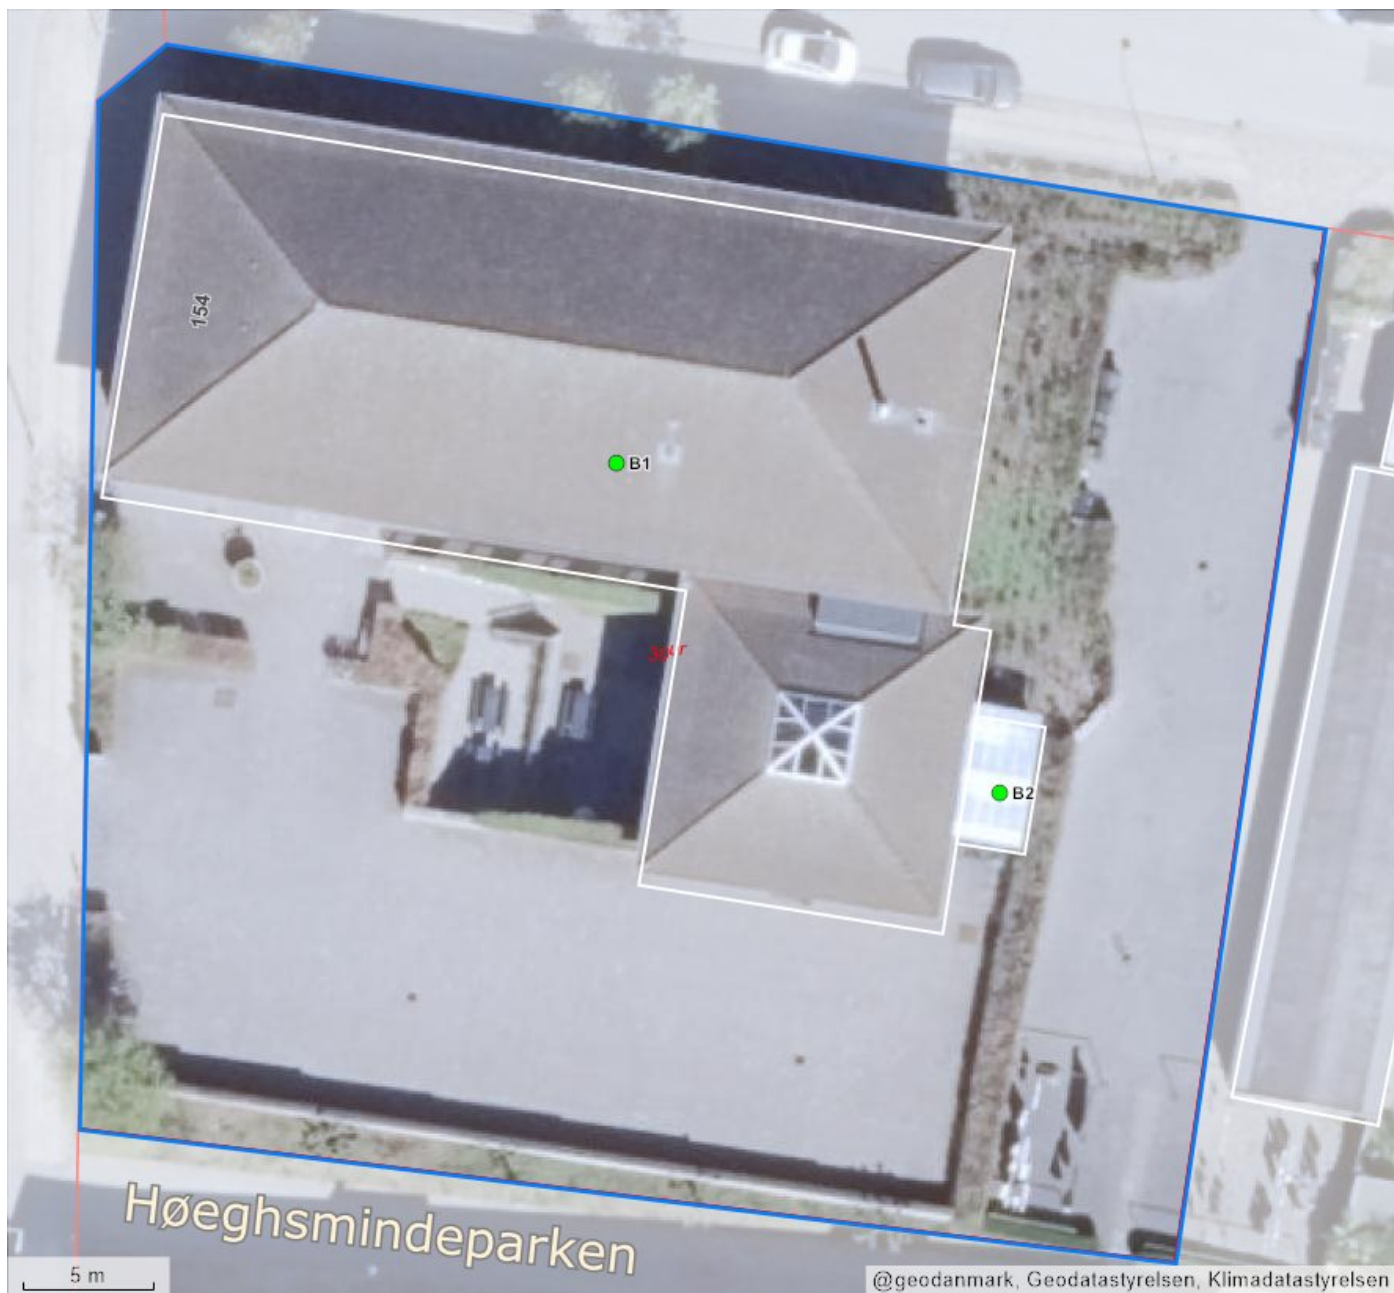 154
B1
B2
Høeghsmindeparken
5 m
@geodanmark, Geodatastyrelsen, Klimadatastyrelsen